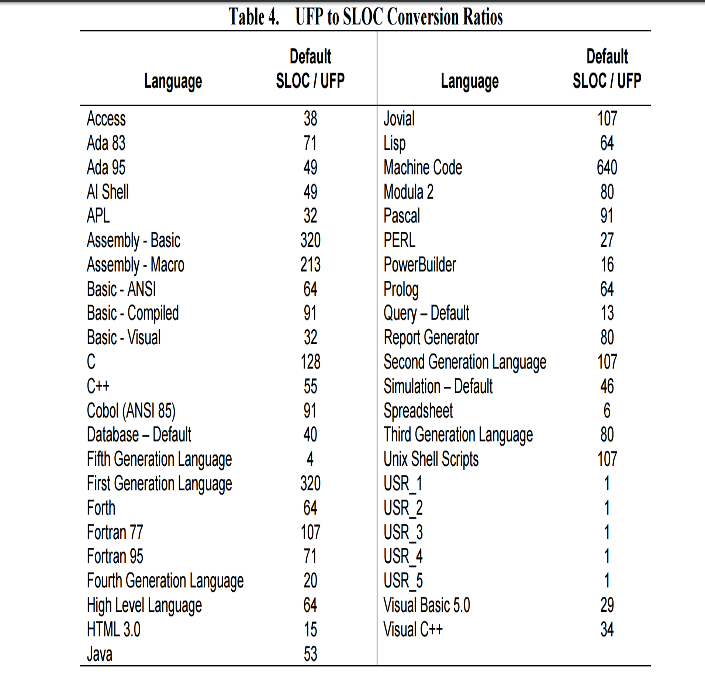 Table 4. UFP to SLOC Conversion Ratios
Language Default SLOC / UFP
Access 38
Ada 83 71
Ada 95 49
AI Shell 49
APL 32
Assembly - Basic 320
Assembly - Macro 213
Basic - ANSI 64
Basic - Compiled 91
Basic - Visual 32
C 128
C++ 55
Cobol (ANSI 85) 91
Database – Default 40
Fifth Generation Language 4
First Generation Language 320
Forth 64
Fortran 77 107
Fortran 95 71
Fourth Generation Language 20
High Level Language 64
HTML 3.0 15
Java 53
Language Default SLOC / UFP
Jovial 107
Lisp 64
Machine Code 640
Modula 2 80
Pascal 91
PERL 27
PowerBuilder 16
Prolog 64
Query – Default 13
Report Generator 80
Second Generation Language 107
Simulation – Default 46
Spreadsheet 6
Third Generation Language 80
Unix Shell Scripts 107
USR_1 1
USR_2 1
USR_3 1
USR_4 1
USR_5 1
Visual Basic 5.0 29
Visual C++ 34